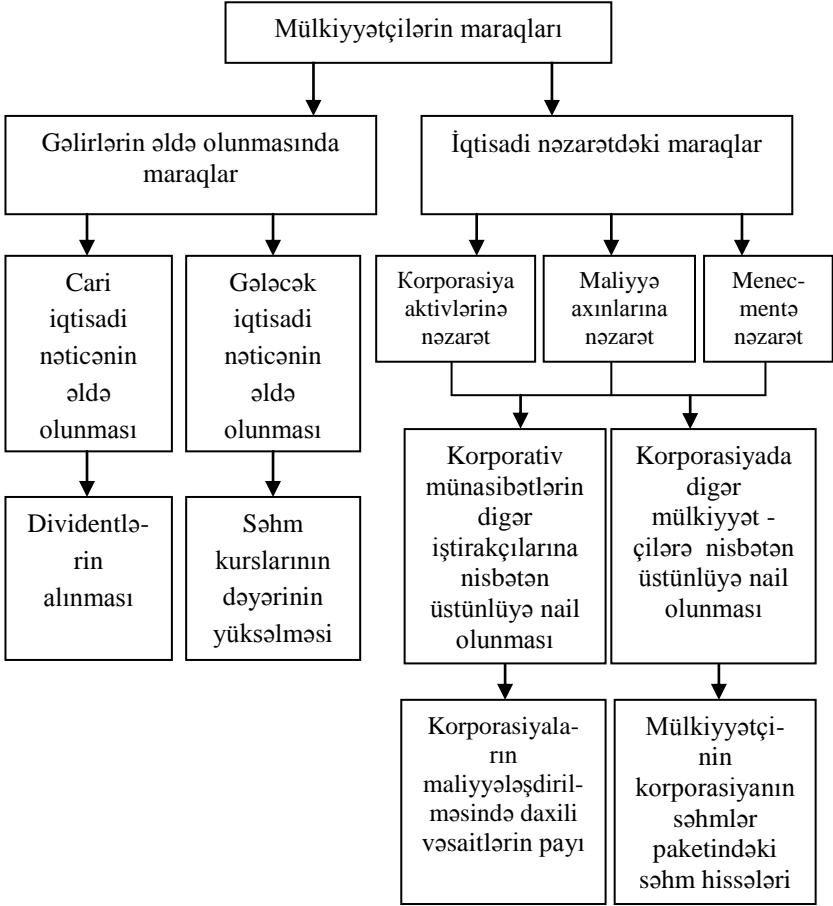 Mülkiyyətçilərin maraqları
Gəlirlərin əldə olunmasında
maraqlar
İqtisadi nəzarətdəki maraqlar
Cari
iqtisadi
nəticənin
əldə
olunması
Gələcək
iqtisadi
nəticənin
əldə
olunması
Korporasiya
aktivlərinə
nəzarət
Maliyyə
axınlarına
nəzarət
Menec-
mentə
nəzarət
Dividentlə-
rin
alınması
Səhm
kurslarının
dəyərinin
yüksəlməsi
Korporativ
münasibətlərin
digər
iştirakçılarına
nisbətən
üstünlüyə nail
olunması
Korporasiyada
digər
mülkiyyət -
çilərə nisbətən
üstünlüyə nail
olunması
Korporasiyala-
rın
maliyyələşdiril-
məsində daxili
vəsaitlərin payı
Mülkiyyətçi-
nin
korporasiyanın
səhmlər
paketindəki
səhm hissələri